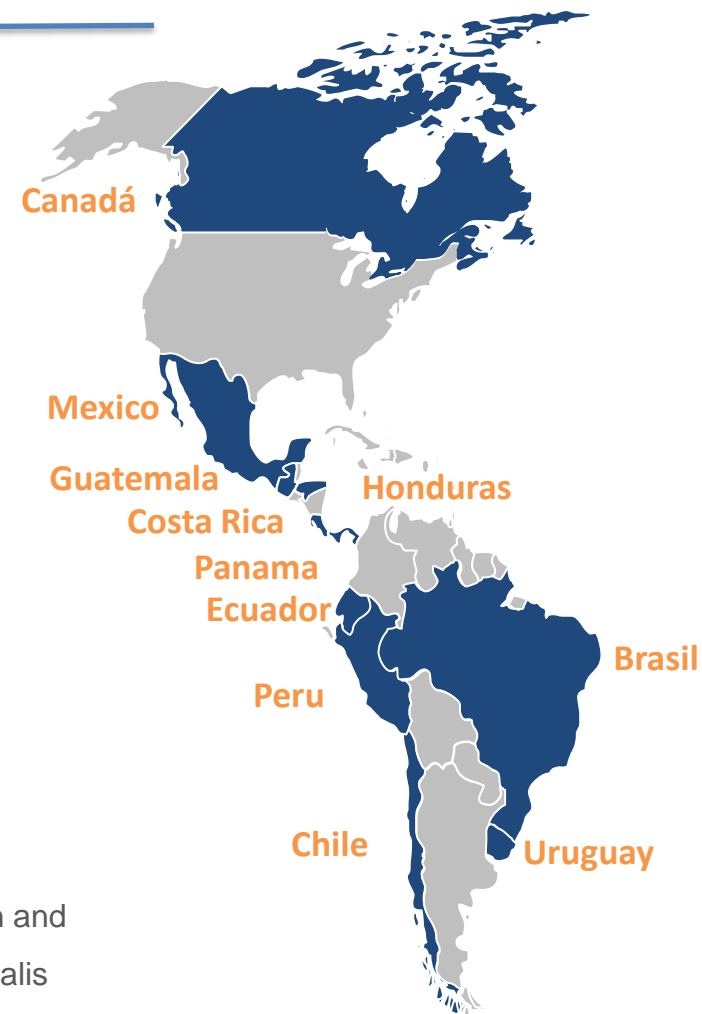 Canadá
Mexico
Guatemala
Honduras
Costa Rica
Panama
Ecuador
Brasil
Peru
Chile
Uruguay
and
alis